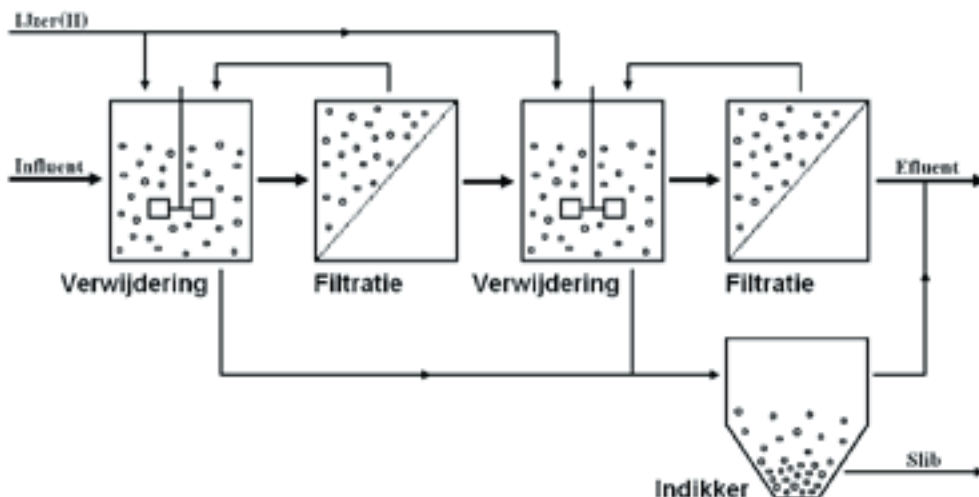 IJzer(II)
Influent
Effluent
Verwijdering
Filtratie
Verwijdering
Filtratie
Slib
Indikker